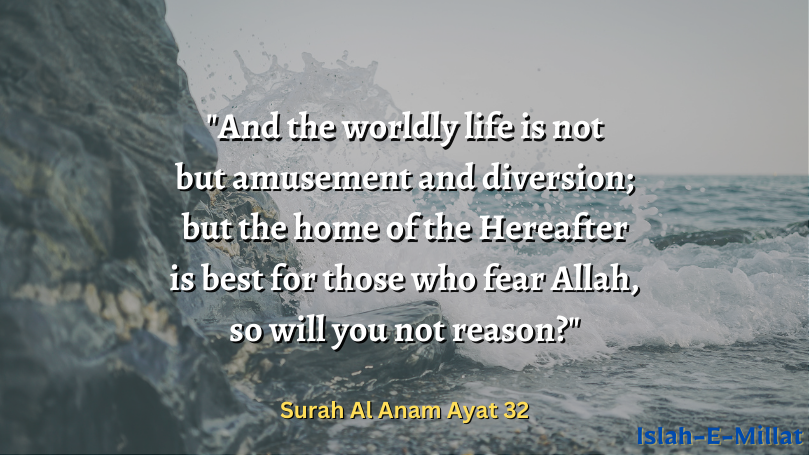 "And the worldly life is not
but amusement and diversion;
but the home of the Hereafter
is best for those who fear Allah,
so will you not reason?"
Surah Al Anam Ayat 32
Islah-E-Millat